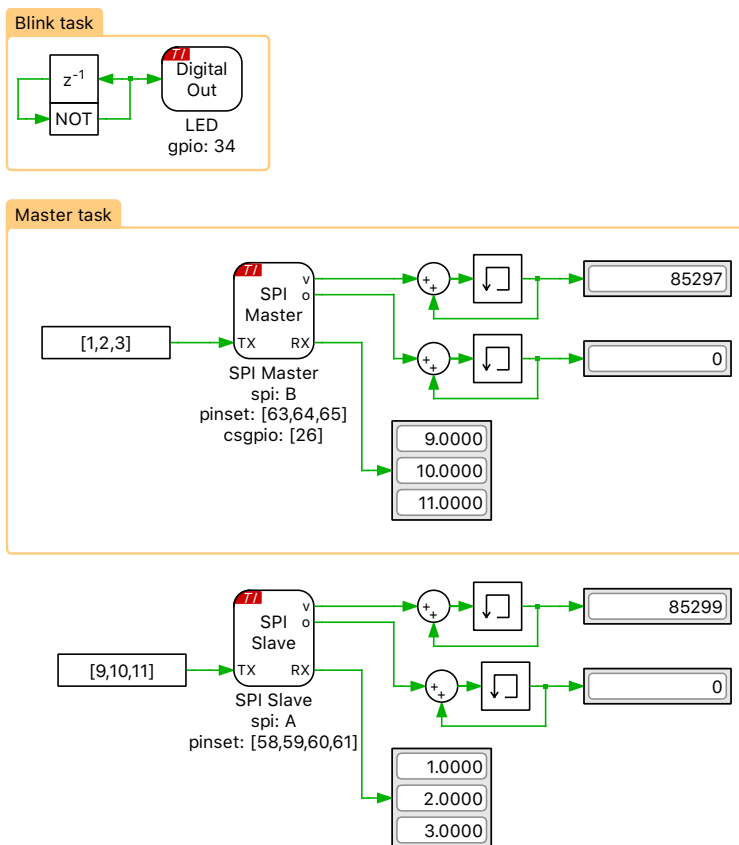 Blink task
z-1
NOT
TI
Digital
Out
LED
gpio: 34
Master task
[1,2,3]
TI
SPI
Master
v
o
TX
RX
SPI Master
spi: B
pinset: [63,64,65]
csgpio: [26]
+
+
85297
+
+
0
9.0000
10.0000
11.0000
[9,10,11]
TI
SPI
Slave
v
o
TX
RX
SPI Slave
spi: A
pinset: [58,59,60,61]
+
+
85299
+
+
0
1.0000
2.0000
3.0000